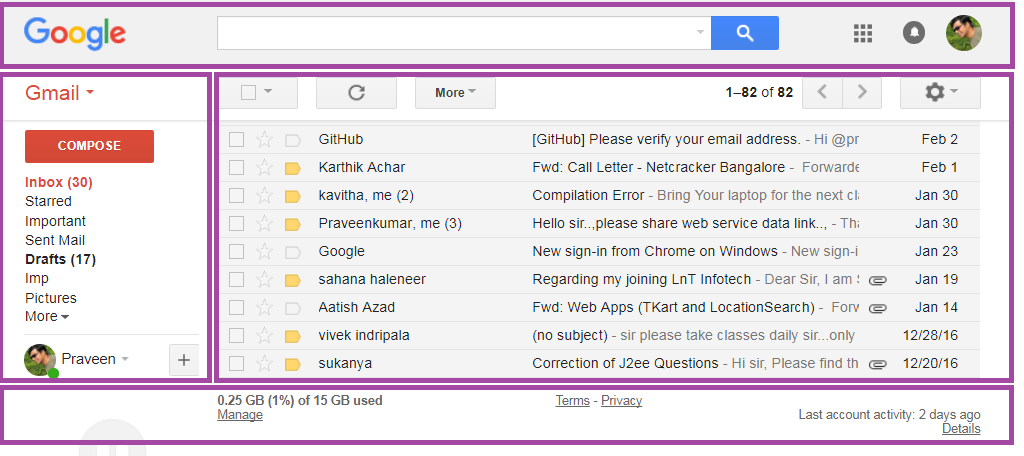 Google
Gmail
COMPOSE
Inbox (30)
Starred
Important
Sent Mail
Drafts (17)
Imp
Pictures
More
Praveen
+
More 1–82 of 82
GitHub [GitHub] Please verify your email address. - Hi @pr Feb 2
Karthik Achar Fwd: Call Letter - Netcracker Bangalore - Forwarde Feb 1
kavitha, me (2) Compilation Error - Bring Your laptop for the next cl Jan 30
Praveenkumar, me (3) Hello sir..,please share web service data link.., - Tha Jan 30
Google New sign-in from Chrome on Windows - New sign- Jan 23
sahana haleneer Regarding my joining LnT Infotech - Dear Sir, I am Jan 19
Aatish Azad Fwd: Web Apps (TKart and LocationSearch) - Forw Jan 14
vivek indripala (no subject) - sir please take classes daily sir...only 12/28/16
sukanya Correction of J2ee Questions - Hi sir, Please find th 12/20/16
0.25 GB (1%) of 15 GB used
Manage
Terms - Privacy
Last account activity: 2 days ago
Details